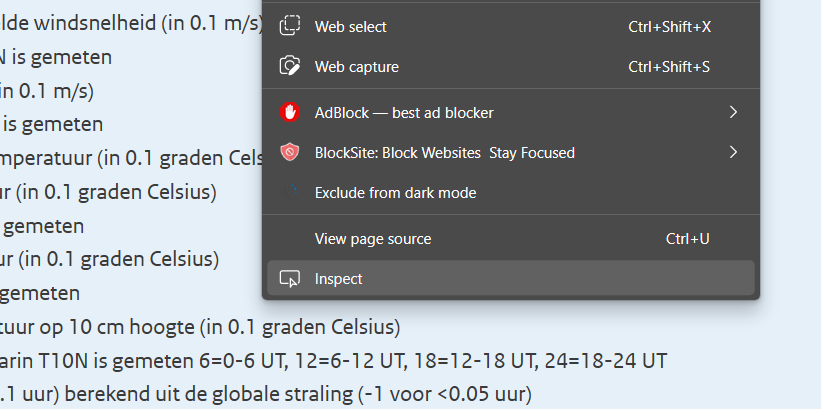 elde windsnelheid (in 0.1 m/s)
N is gemeten
in 0.1 m/s)
is gemeten
mperatuur (in 0.1 graden Cels
ur (in 0.1 graden Celsius)
gemeten
ur (in 0.1 graden Celsius)
gemeten
tuur op 10 cm hoogte (in 0.1 graden Celsius)
arin T10N is gemeten 6=0-6 UT, 12=6-12 UT, 18=12-18 UT, 24=18-24 UT
.1 uur) berekend uit de globale straling (-1 voor <0.05 uur)
Web select Ctrl+Shift+X
Web capture Ctrl+Shift+S
AdBlock — best ad blocker
BlockSite: Block Websites Stay Focused
Exclude from dark mode
View page source Ctrl+U
Inspect